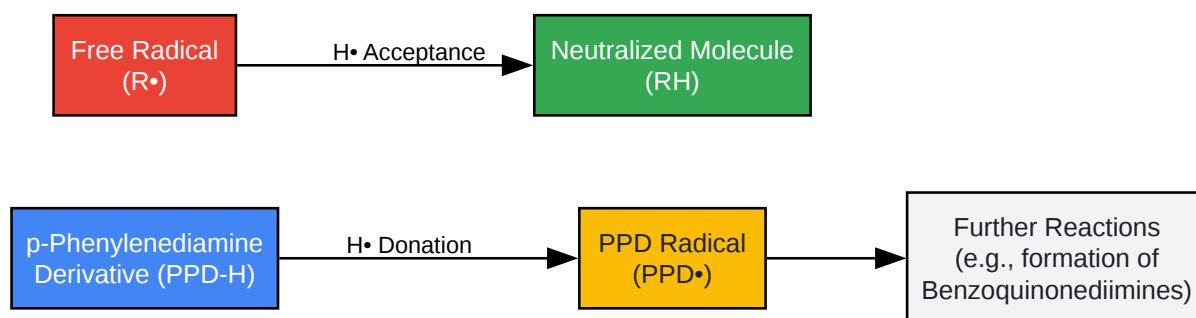 Free Radical
(R•)
H• Acceptance
Neutralized Molecule
(RH)
p-Phenylenediamine
Derivative (PPD-H)
H• Donation
PPD Radical
(PPD•)
Further Reactions
(e.g., formation of
Benzoquinonediimines)